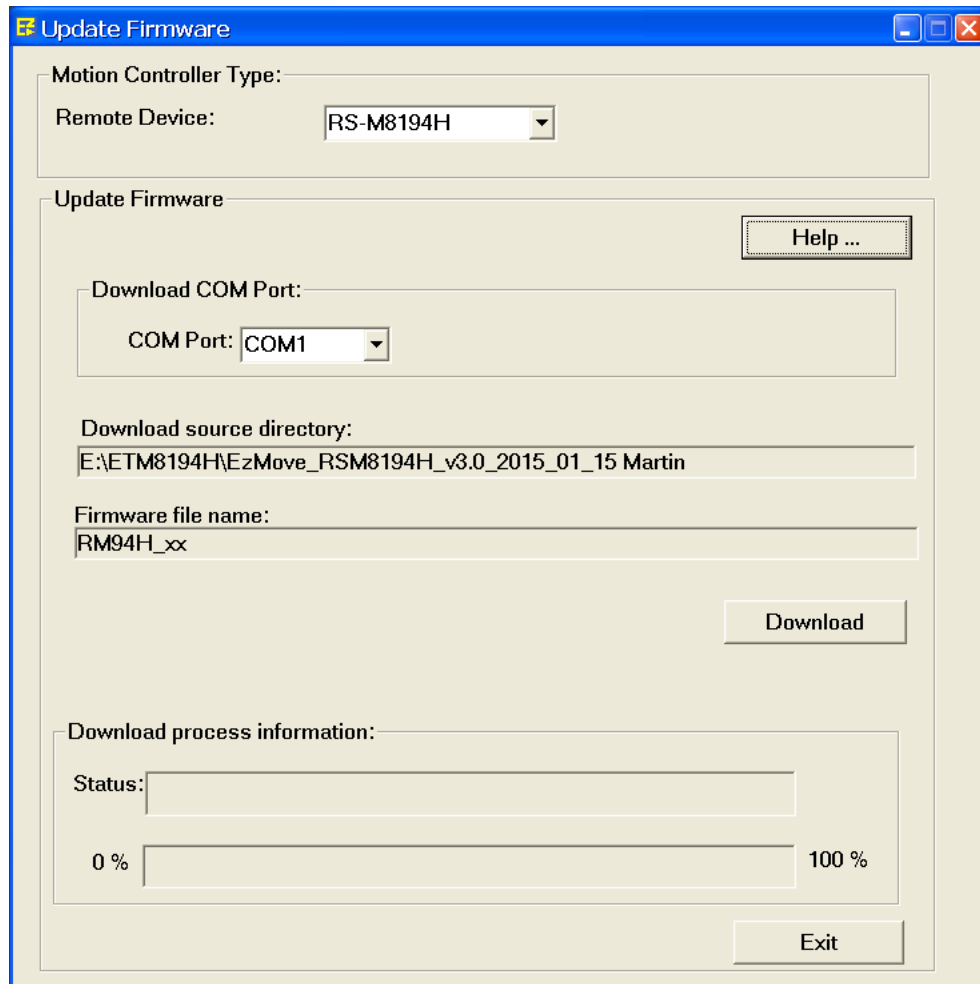 Update Firmware
Motion Controller Type:
Remote Device: RS-M8194H
Update Firmware
Help ...
Download COM Port:
COM Port: COM1
Download source directory:
E:\ETM8194H\EzMove_RSM8194H_v3.0_2015_01_15 Martin
Firmware file name:
RM94H_xx
Download
Download process information:
Status:
0 % 100 %
Exit